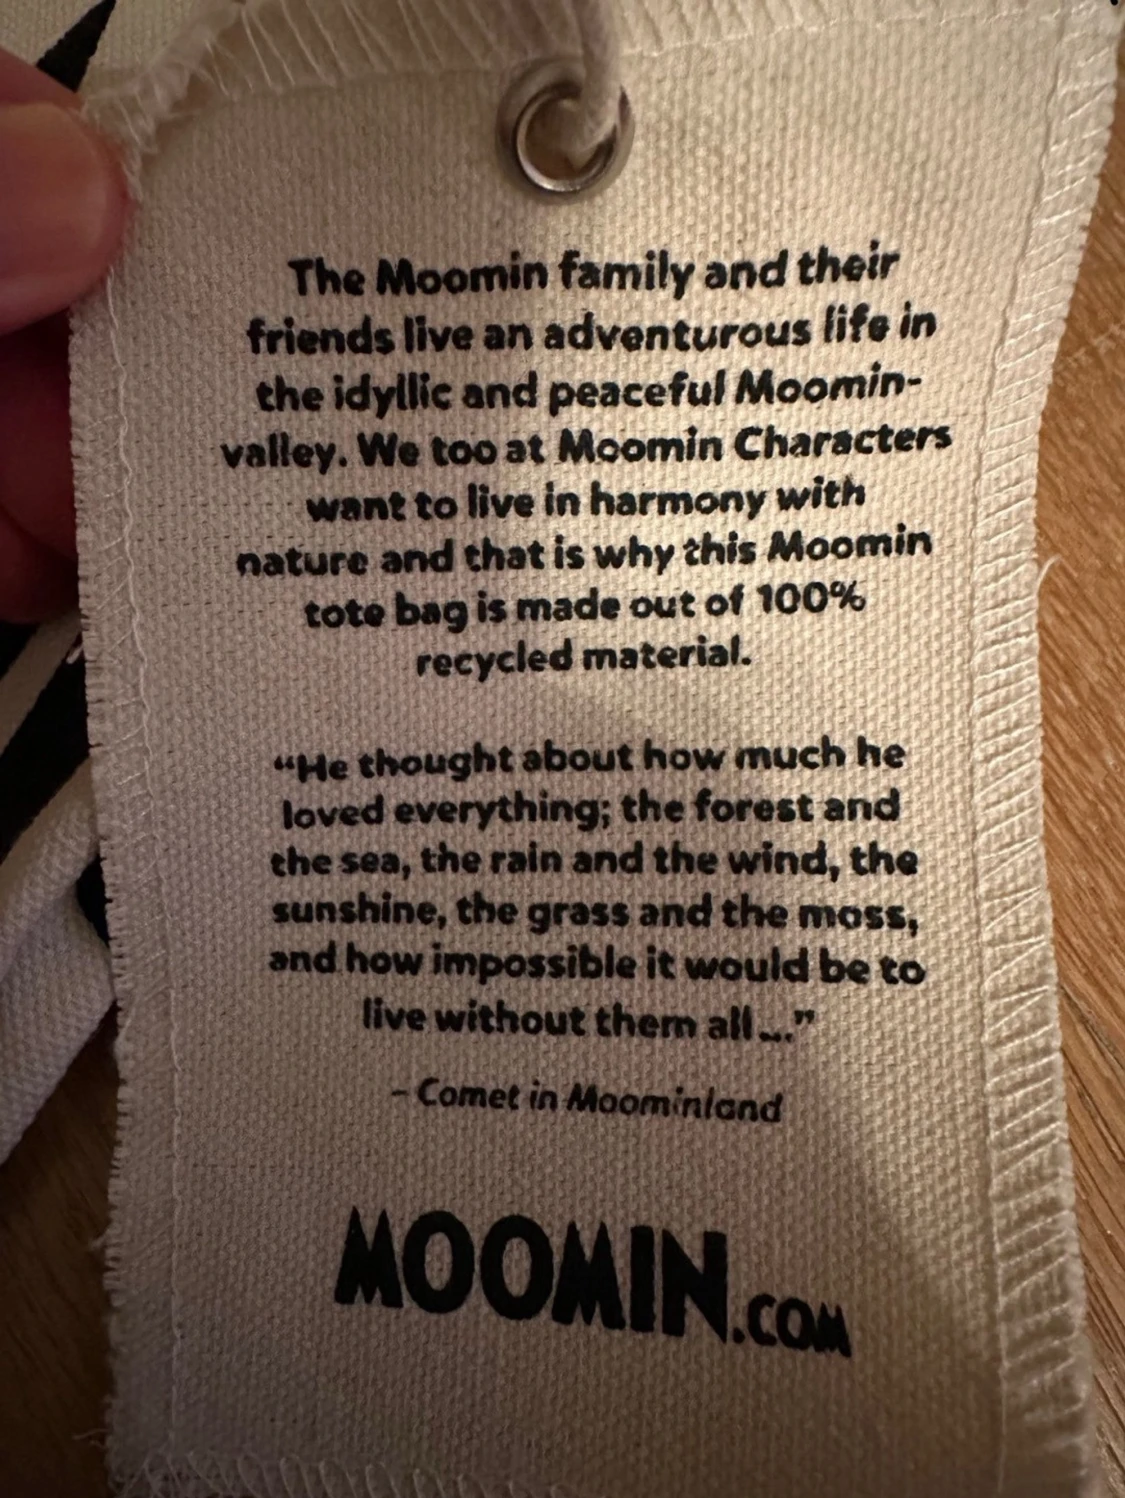 The Moomin family and their
friends live an adventurous life in
the idyllic and peaceful Moomin-
valley. We too at Moomin Characters
want to live in harmony with
nature and that is why this Moomin
tote bag is made out of 100%
recycled material.
“He thought about how much he
loved everything; the forest and
the sea, the rain and the wind, the
sunshine, the grass and the moss,
and how impossible it would be to
live without them all...”
– Comet in Moominland
MOOMIN.COM